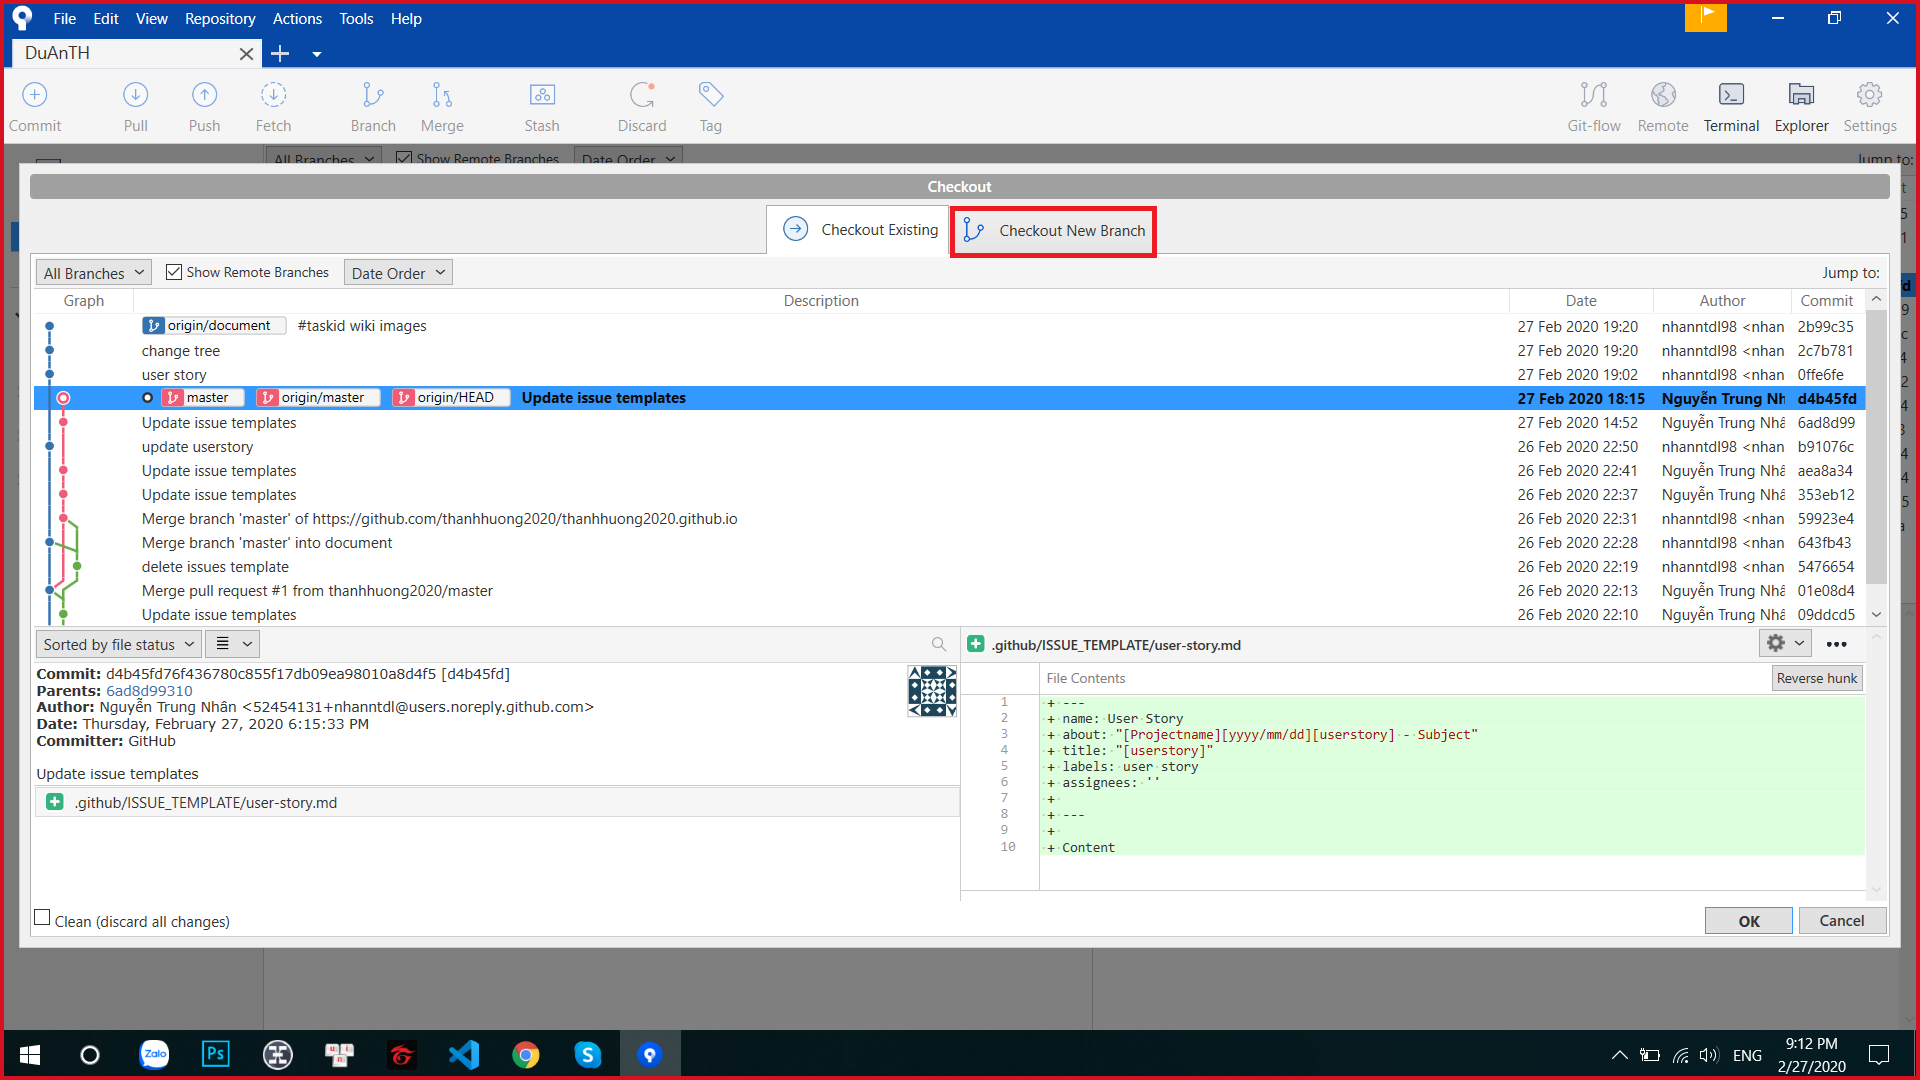 File Edit View Repository Actions Tools Help
DuAnTH
Commit Pull Push Fetch Branch Merge Stash Discard Tag Git-flow Remote Terminal Explorer Settings
All Branches Show Remote Branches Date Order Jump to:
Checkout
Checkout Existing Checkout New Branch
All Branches Show Remote Branches Date Order Jump to:
Graph Description Date Author Commit
origin/document #taskid wiki images 27 Feb 2020 19:20 nhanntdl98 <nhan 2b99c35
change tree 27 Feb 2020 19:20 nhanntdl98 <nhan 2c7b781
user story 27 Feb 2020 19:02 nhanntdl98 <nhan 0ffe6fe
master origin/master origin/HEAD Update issue templates 27 Feb 2020 18:15 Nguyễn Trung Nh d4b45fd
Update issue templates 27 Feb 2020 14:52 Nguyễn Trung Nhâ 6ad8d99
update userstory 26 Feb 2020 22:50 nhanntdl98 <nhan b91076c
Update issue templates 26 Feb 2020 22:41 Nguyễn Trung Nhâ aea8a34
Update issue templates 26 Feb 2020 22:37 Nguyễn Trung Nhâ 353eb12
Merge branch 'master' of https://github.com/thanhhuong2020/thanhhuong2020.github.io 26 Feb 2020 22:31 nhanntdl98 <nhan 59923e4
Merge branch 'master' into document 26 Feb 2020 22:28 nhanntdl98 <nhan 643fb43
delete issues template 26 Feb 2020 22:19 nhanntdl98 <nhan 5476654
Merge pull request #1 from thanhhuong2020/master 26 Feb 2020 22:13 Nguyễn Trung Nhâ 01e08d4
Update issue templates 26 Feb 2020 22:10 Nguyễn Trung Nhâ 09ddcd5
Sorted by file status
Commit: d4b45fd76f436780c855f17db09ea98010a8d4f5 [d4b45fd]
Parents: 6ad8d99310
Author: Nguyễn Trung Nhân <52454131+nhanntdl@users.noreply.github.com>
Date: Thursday, February 27, 2020 6:15:33 PM
Committer: GitHub
Update issue templates
.github/ISSUE_TEMPLATE/user-story.md
.github/ISSUE_TEMPLATE/user-story.md
File Contents Reverse hunk
1 + ---
2 + name: User Story
3 + about: "[Projectname][yyyy/mm/dd][userstory] - Subject"
4 + title: "[userstory]"
5 + labels: user story
6 + assignees: ''
7 +
8 + ---
9 +
10 + Content
Clean (discard all changes)
OK Cancel
Zalo Ps u n i n ENG 9:12 PM
2/27/2020